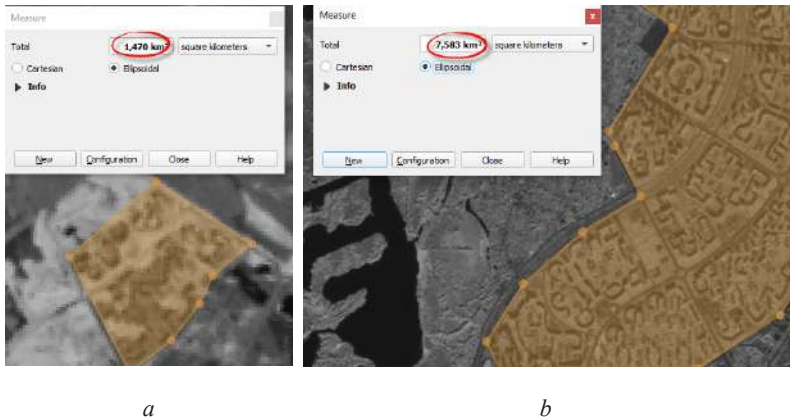 Measure
Total 1,470 km² square kilometers
Cartesian Ellipsoidal
Info
New Configuration Close Help
Measure
Total 7,583 km² square kilometers
Cartesian Ellipsoidal
Info
New Configuration Close Help
a
b